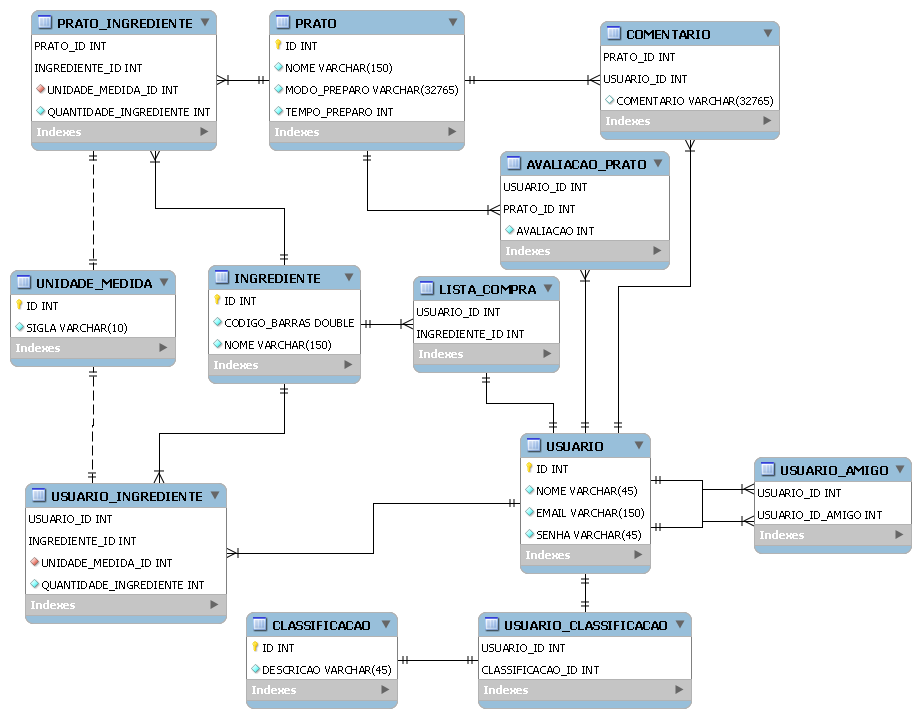 PRATO_INGREDIENTE
PRATO_ID INT
INGREDIENTE_ID INT
UNIDADE_MEDIDA_ID INT
QUANTIDADE_INGREDIENTE INT
Indexes
PRATO
ID INT
NOME VARCHAR(150)
MODO_PREPARO VARCHAR(32765)
TEMPO_PREPARO INT
Indexes
COMENTARIO
PRATO_ID INT
USUARIO_ID INT
COMENTARIO VARCHAR(32765)
Indexes
AVALIACAO_PRATO
USUARIO_ID INT
PRATO_ID INT
AVALIACAO INT
Indexes
UNIDADE_MEDIDA
ID INT
SIGLA VARCHAR(10)
Indexes
INGREDIENTE
ID INT
CODIGO_BARRAS DOUBLE
NOME VARCHAR(150)
Indexes
LISTA_COMPRA
USUARIO_ID INT
INGREDIENTE_ID INT
Indexes
USUARIO
ID INT
NOME VARCHAR(45)
EMAIL VARCHAR(150)
SENHA VARCHAR(45)
Indexes
USUARIO_AMIGO
USUARIO_ID INT
USUARIO_ID_AMIGO INT
Indexes
USUARIO_INGREDIENTE
USUARIO_ID INT
INGREDIENTE_ID INT
UNIDADE_MEDIDA_ID INT
QUANTIDADE_INGREDIENTE INT
Indexes
CLASSIFICACAO
ID INT
DESCRICAO VARCHAR(45)
Indexes
USUARIO_CLASSIFICACAO
USUARIO_ID INT
CLASSIFICACAO_ID INT
Indexes